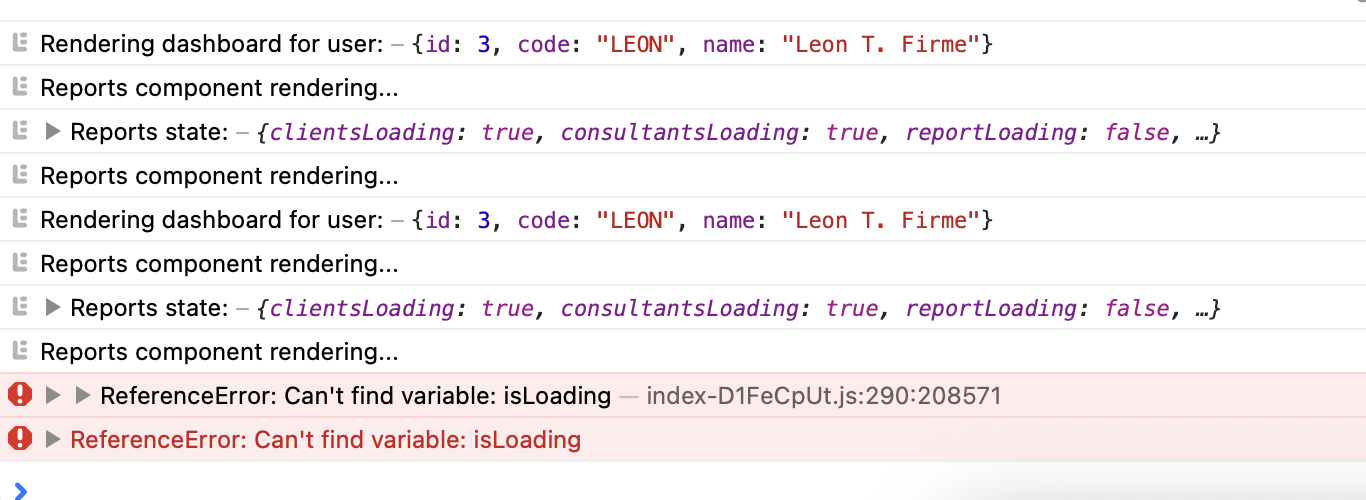 Rendering dashboard for user: – {id: 3, code: "LEON", name: "Leon T. Firme"}
Reports component rendering...
Reports state: – {clientsLoading: true, consultantsLoading: true, reportLoading: false, …}
Reports component rendering...
Rendering dashboard for user: – {id: 3, code: "LEON", name: "Leon T. Firme"}
Reports component rendering...
Reports state: – {clientsLoading: true, consultantsLoading: true, reportLoading: false, …}
Reports component rendering...
ReferenceError: Can't find variable: isLoading — index-D1FeCpUt.js:290:208571
ReferenceError: Can't find variable: isLoading